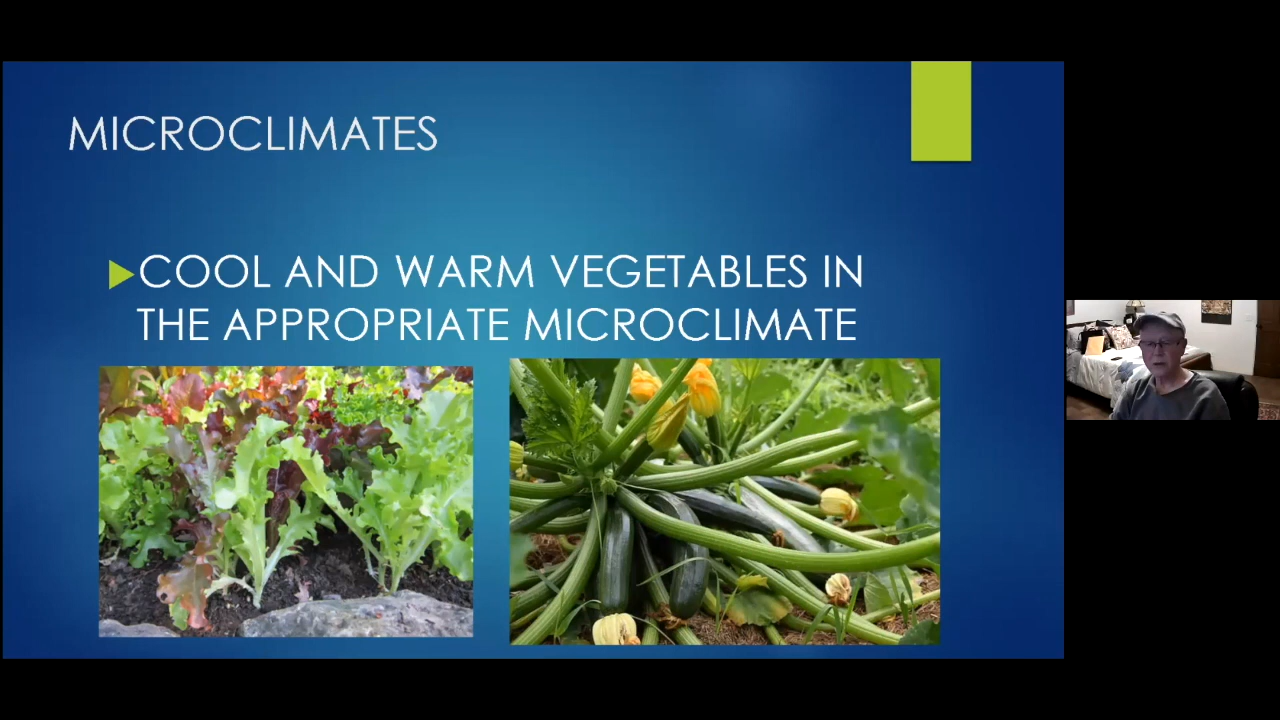 MICROCLIMATES
COOL AND WARM VEGETABLES IN
THE APPROPRIATE MICROCLIMATE